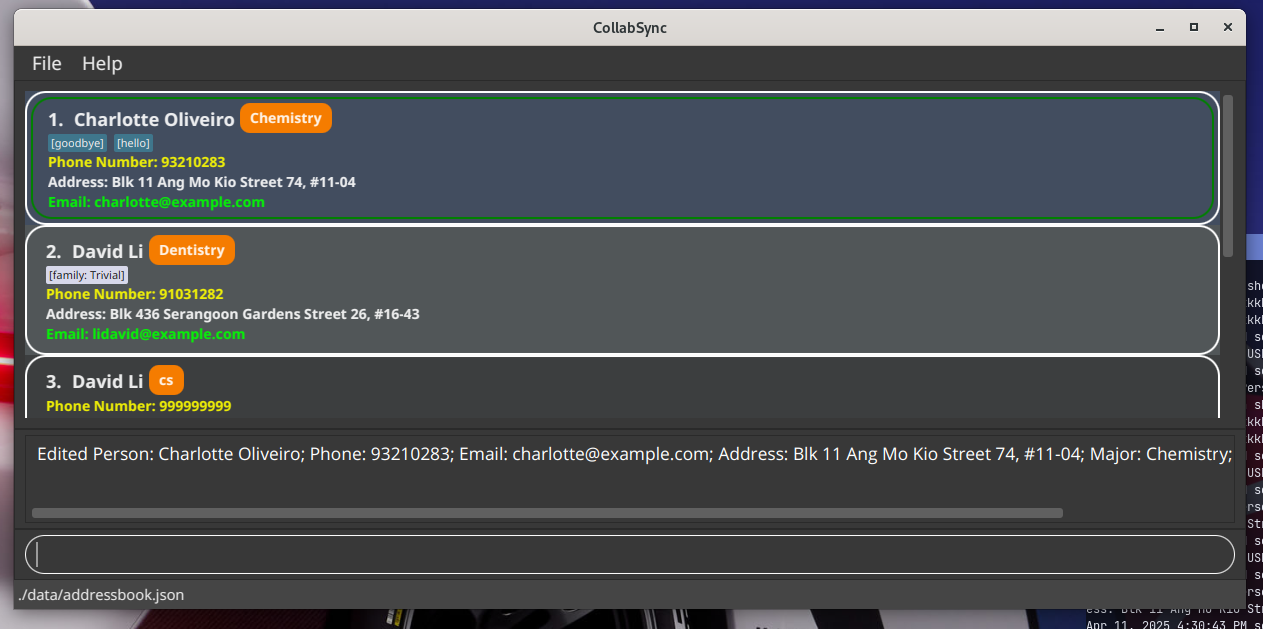 CollabSync
File Help
1. Charlotte Oliveiro Chemistry
[goodbye] [hello]
Phone Number: 93210283
Address: Blk 11 Ang Mo Kio Street 74, #11-04
Email: charlotte@example.com
2. David Li Dentistry
[family: Trivial]
Phone Number: 91031282
Address: Blk 436 Serangoon Gardens Street 26, #16-43
Email: lidavid@example.com
3. David Li cs
Phone Number: 999999999
Edited Person: Charlotte Oliveiro; Phone: 93210283; Email: charlotte@example.com; Address: Blk 11 Ang Mo Kio Street 74, #11-04; Major: Chemistry;
./data/addressbook.json
Apr 11, 2025 4:30:43 PM